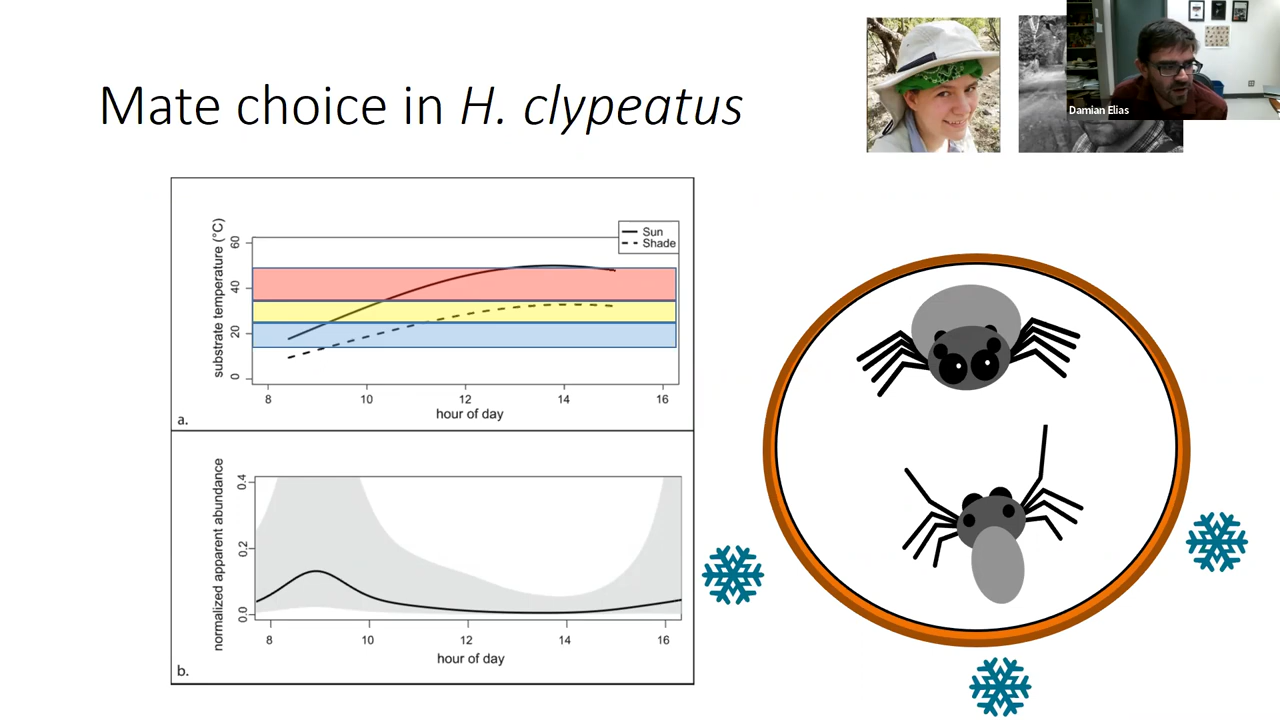 Mate choice in H. clypeatus
Damian Elias
Sun
Shade
substrate temperature (°C)
60
40
20
0
8 10 12 14 16
hour of day
a.
normalized apparent abundance
0.4
0.2
0.0
8 10 12 14 16
hour of day
b.